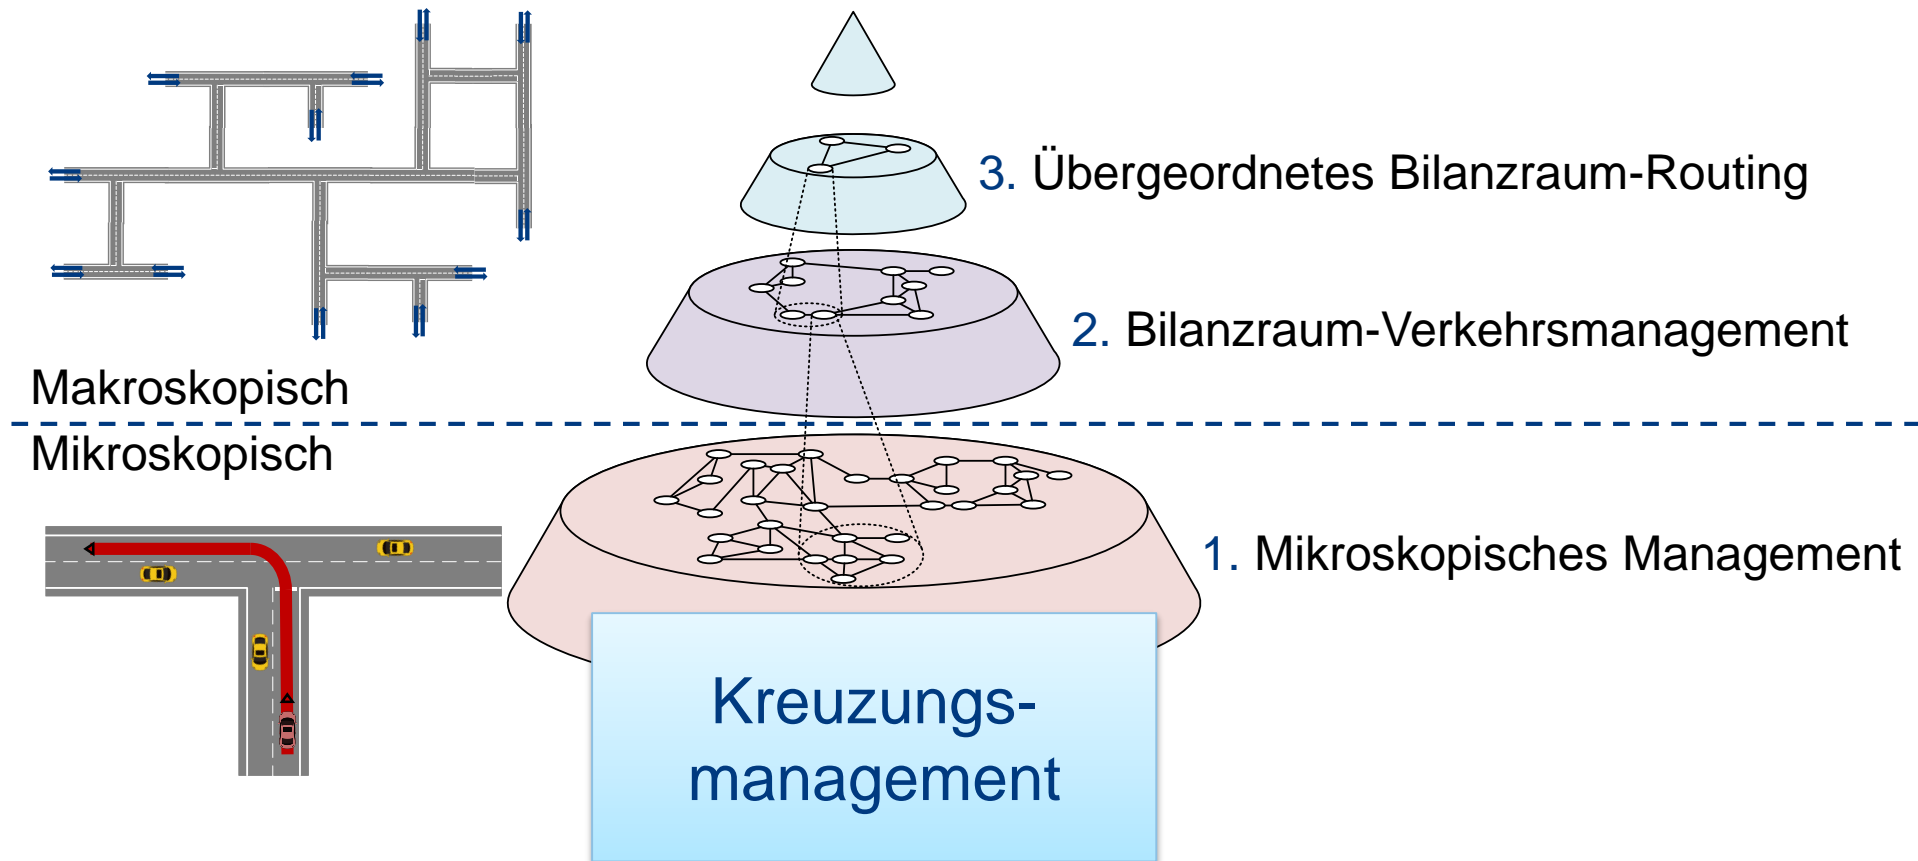 3. Übergeordnetes Bilanzraum-Routing
2. Bilanzraum-Verkehrsmanagement
Makroskopisch
Mikroskopisch
1. Mikroskopisches Management
Kreuzungs-
management